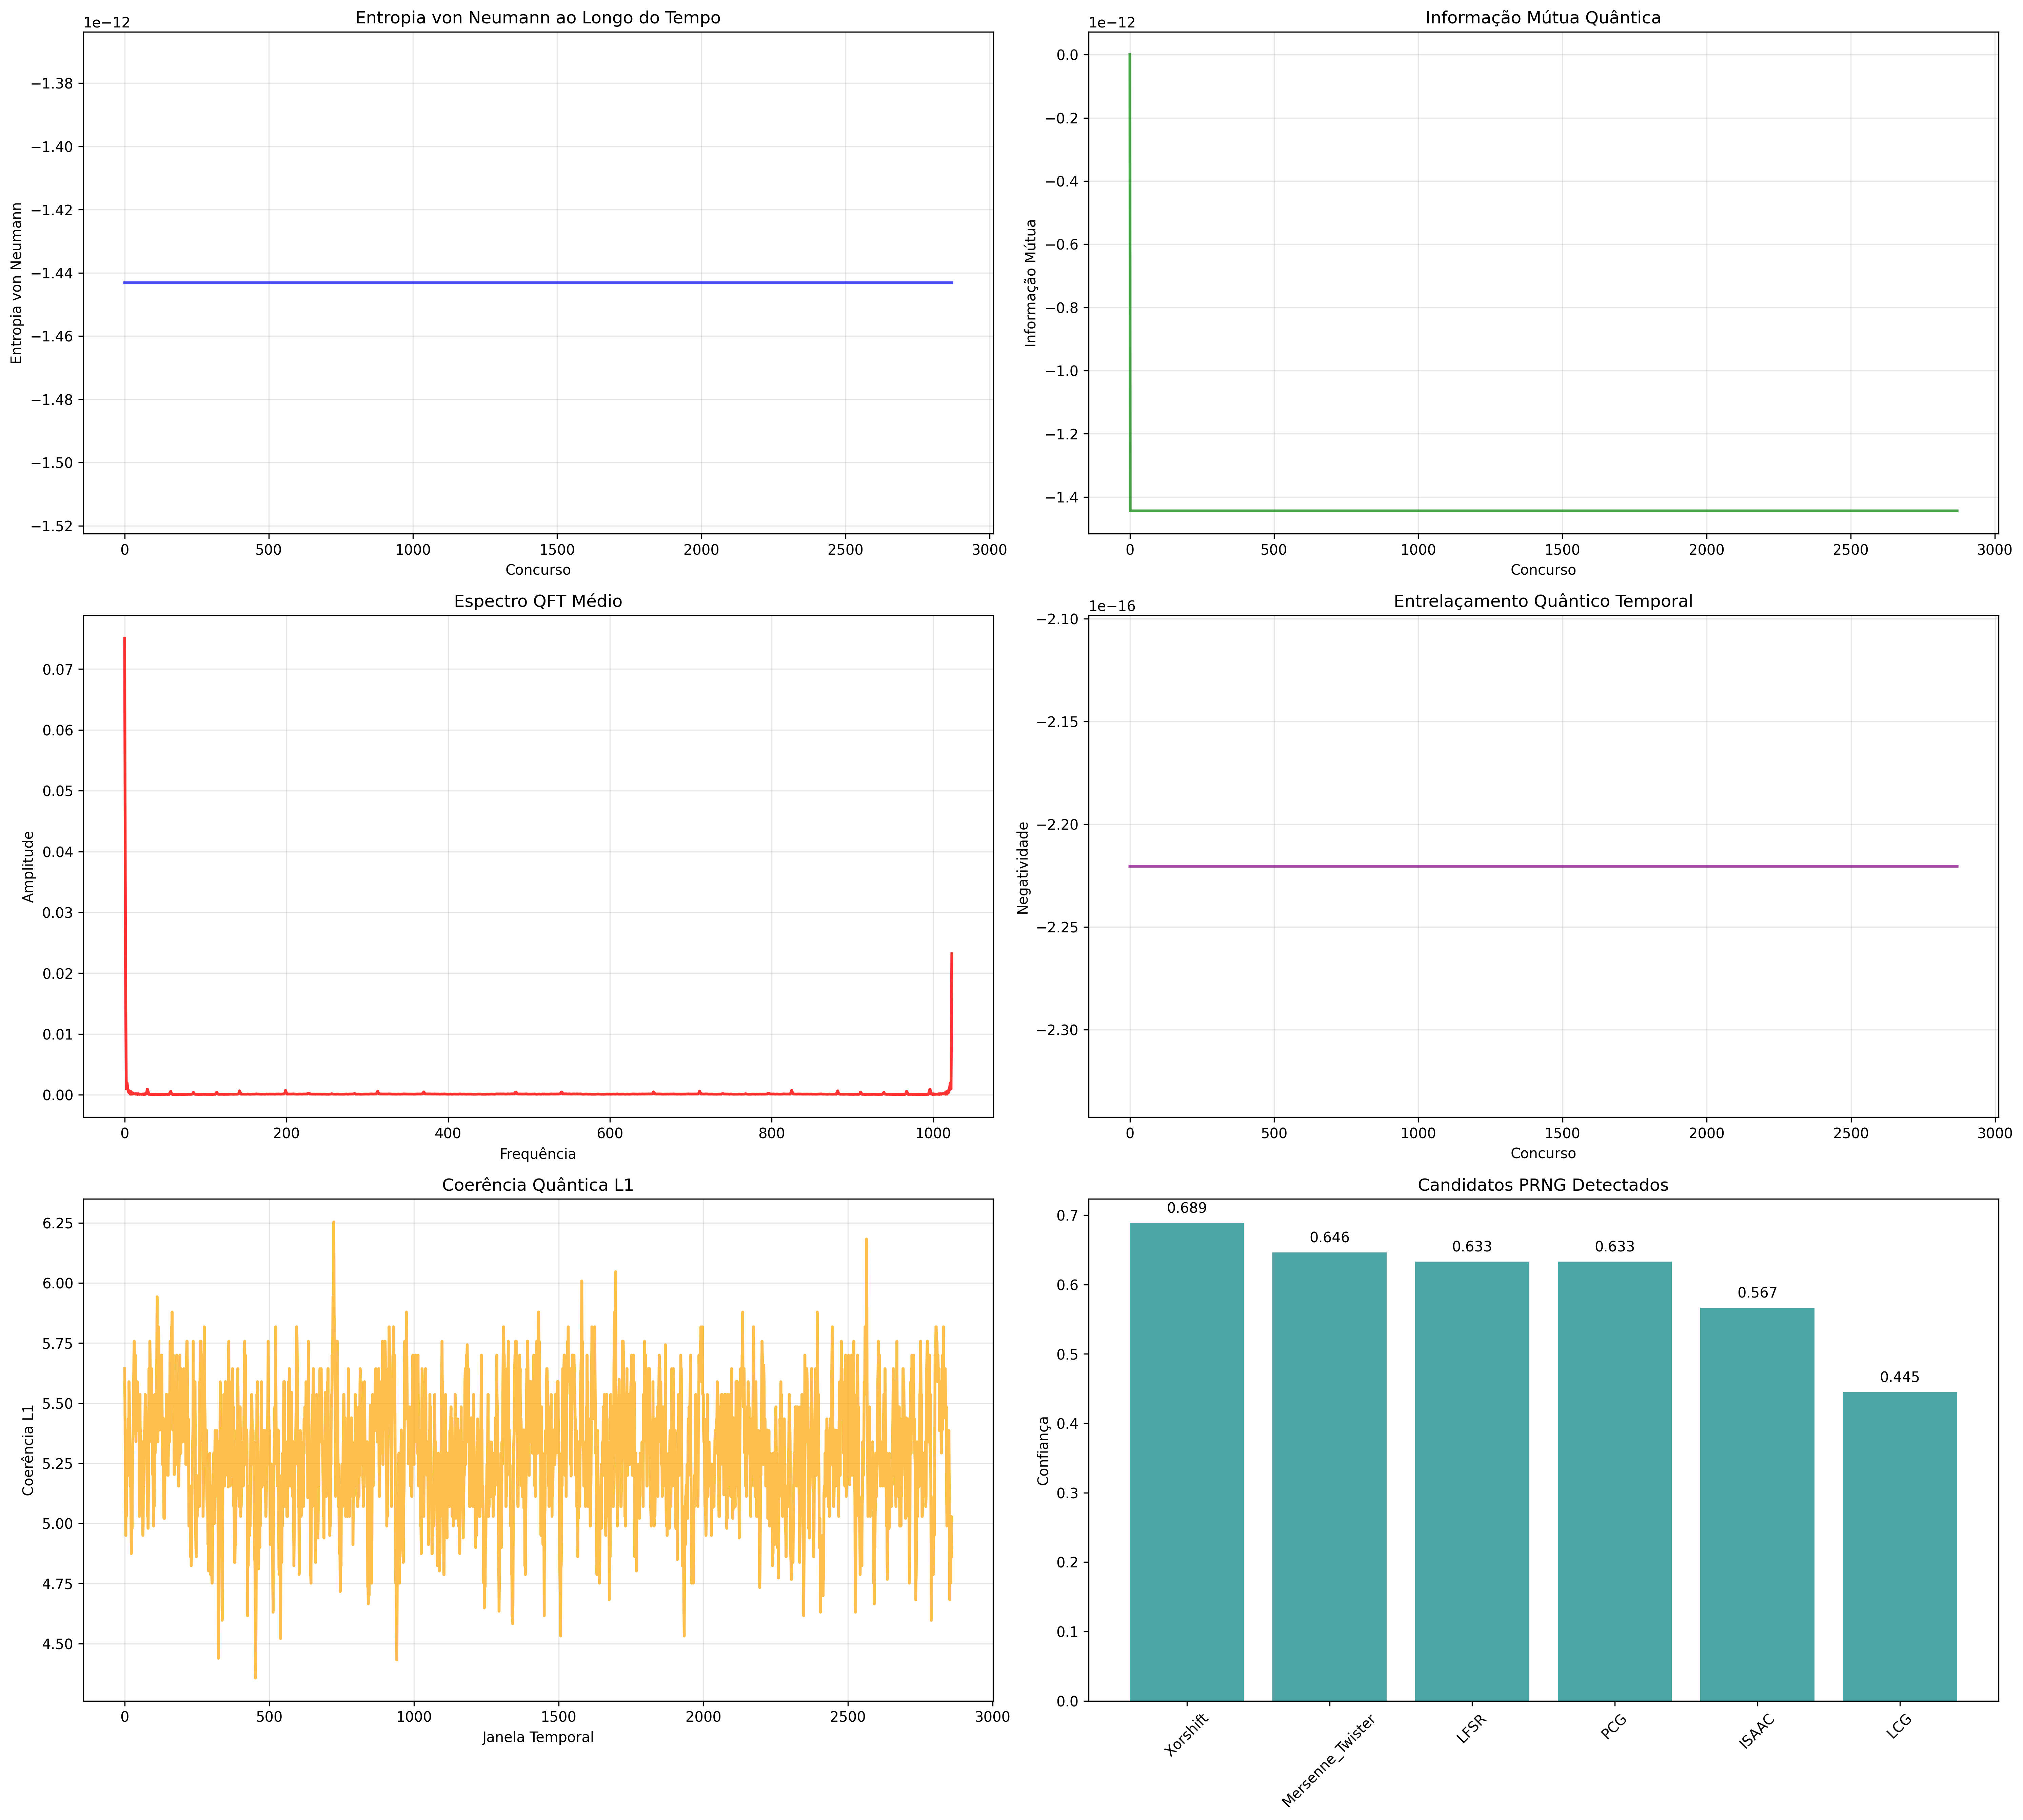 Entropia von Neumann ao Longo do Tempo
1e−12
−1.38
−1.40
−1.42
−1.44
−1.46
−1.48
−1.50
−1.52
Entropia von Neumann
0 500 1000 1500 2000 2500 3000
Concurso
Informação Mútua Quântica
1e−12
0.0
−0.2
−0.4
−0.6
−0.8
−1.0
−1.2
−1.4
Informação Mútua
0 500 1000 1500 2000 2500 3000
Concurso
Espectro QFT Médio
0.07
0.06
0.05
0.04
0.03
0.02
0.01
0.00
Amplitude
0 200 400 600 800 1000
Frequência
Entrelaçamento Quântico Temporal
1e−16
−2.10
−2.15
−2.20
−2.25
−2.30
Negatividade
0 500 1000 1500 2000 2500 3000
Concurso
Coerência Quântica L1
6.25
6.00
5.75
5.50
5.25
5.00
4.75
4.50
Coerência L1
0 500 1000 1500 2000 2500 3000
Janela Temporal
Candidatos PRNG Detectados
0.7
0.6
0.5
0.4
0.3
0.2
0.1
0.0
Confiança
0.689 0.646 0.633 0.633 0.567 0.445
Xorshift Mersenne_Twister LFSR PCG ISAAC LCG